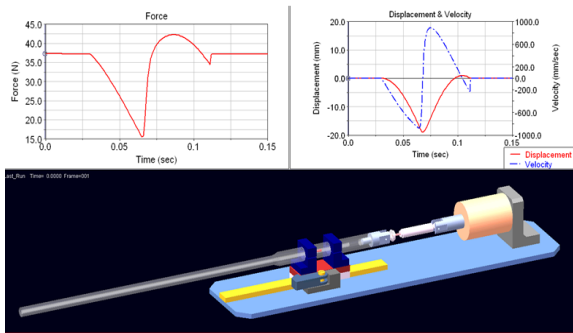 Force
45.0
40.0
35.0
30.0
25.0
20.0
15.0
Force (N)
0.0
0.05
0.1
0.15
Time (sec)
Displacement & Velocity
20.0
10.0
0.0
-10.0
-20.0
Displacement (mm)
1000.0
600.0
200.0
0.0
-200.0
-600.0
-1000.0
Velocity (mm/sec)
0.0
0.05
0.1
0.15
Time (sec)
Displacement
Velocity
Last_Run Time= 0.0000 Frame=001